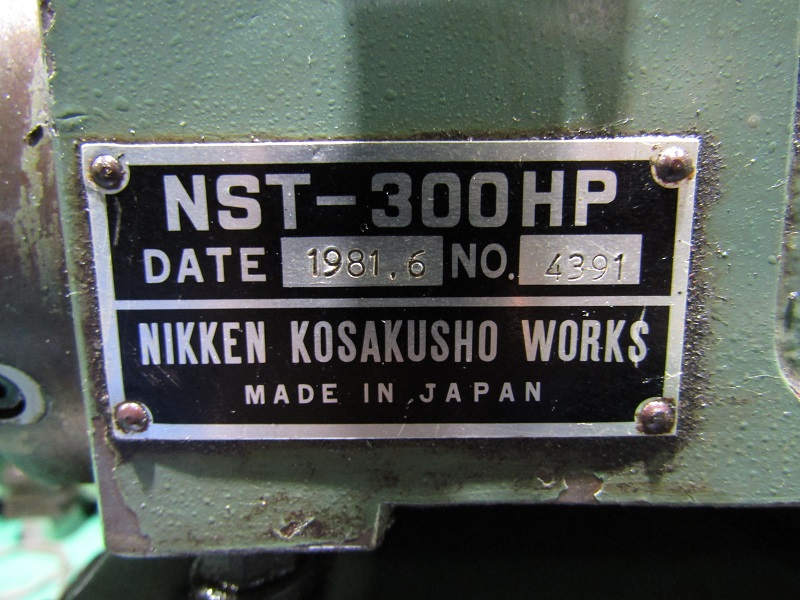 NST-300HP
DATE 1981.6 NO. 4391
NIKKEN KOSAKUSHO WORKS
MADE IN JAPAN